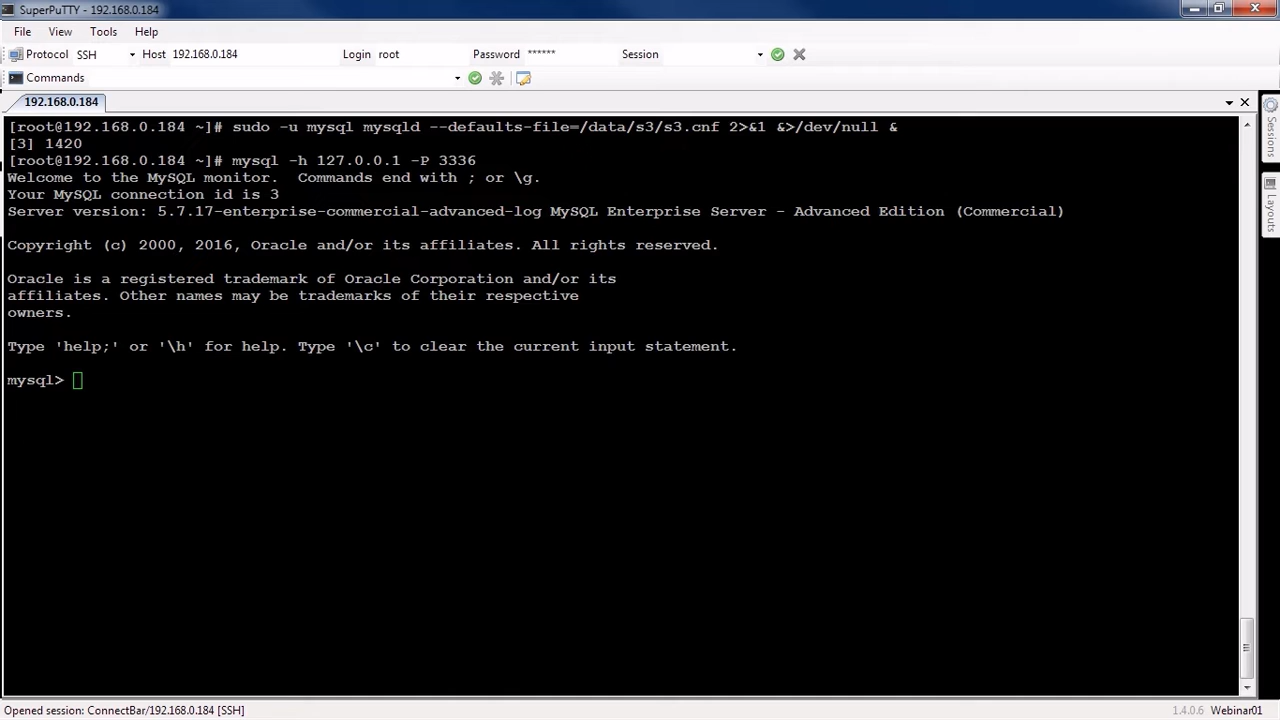 SuperPuTTY - 192.168.0.184
File View Tools Help
Protocol SSH Host 192.168.0.184 Login root Password ****** Session
Commands
192.168.0.184
[root@192.168.0.184 ~]# sudo -u mysql mysqld --defaults-file=/data/s3/s3.cnf 2>&1 &>/dev/null &
[3] 1420
[root@192.168.0.184 ~]# mysql -h 127.0.0.1 -P 3336
Welcome to the MySQL monitor.  Commands end with ; or \g.
Your MySQL connection id is 3
Server version: 5.7.17-enterprise-commercial-advanced-log MySQL Enterprise Server - Advanced Edition (Commercial)
Copyright (c) 2000, 2016, Oracle and/or its affiliates. All rights reserved.
Oracle is a registered trademark of Oracle Corporation and/or its
affiliates. Other names may be trademarks of their respective
owners.
Type 'help;' or '\h' for help. Type '\c' to clear the current input statement.
mysql>
Sessions
Layouts
Opened session: ConnectBar/192.168.0.184 [SSH] 1.4.0.6 Webinar01